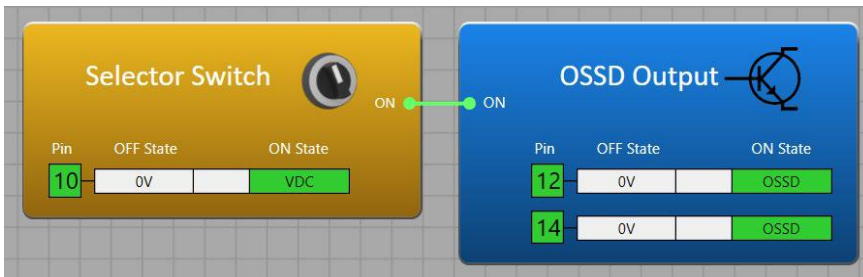 Selector Switch
ON
Pin OFF State ON State
10 0V VDC
OSSD Output
ON
Pin OFF State ON State
12 0V OSSD
14 0V OSSD